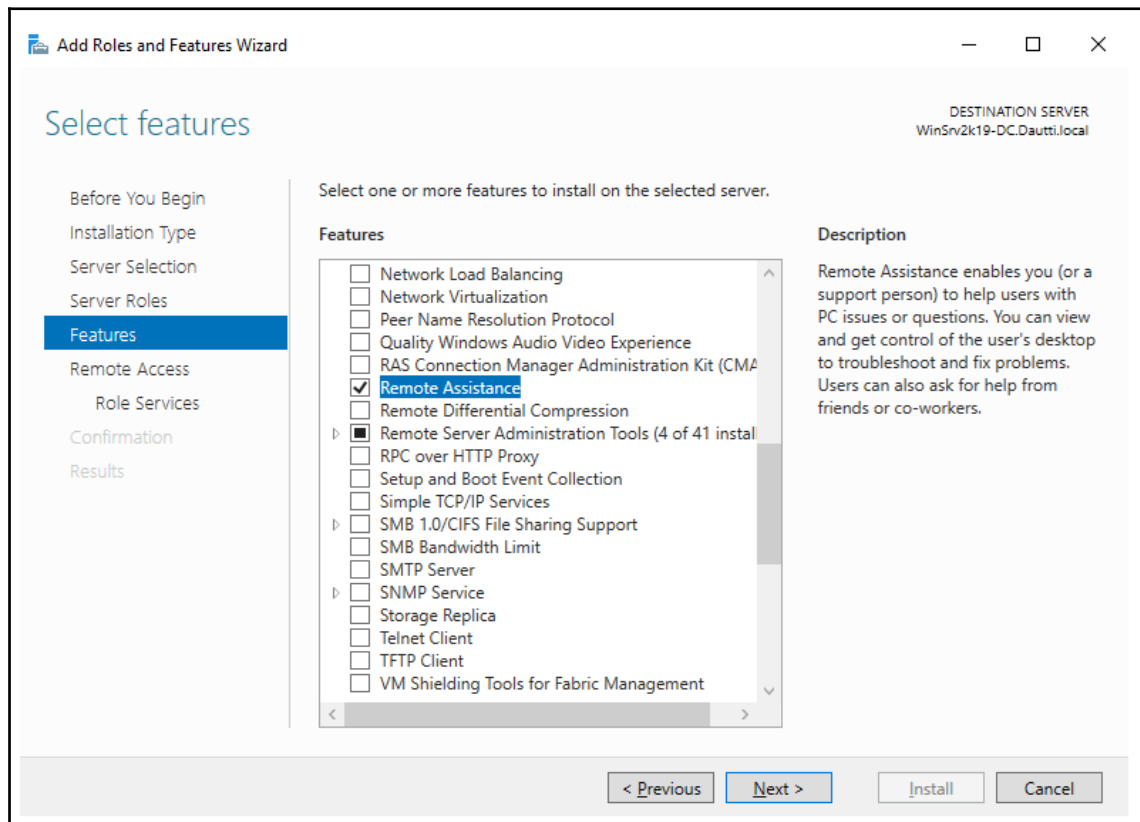 Add Roles and Features Wizard
Select features
DESTINATION SERVER
WinSrv2k19-DC.Dautti.local
Before You Begin
Installation Type
Server Selection
Server Roles
Features
Remote Access
Role Services
Confirmation
Results
Select one or more features to install on the selected server.
Features
Network Load Balancing
Network Virtualization
Peer Name Resolution Protocol
Quality Windows Audio Video Experience
RAS Connection Manager Administration Kit (CMA
Remote Assistance
Remote Differential Compression
Remote Server Administration Tools (4 of 41 instal
RPC over HTTP Proxy
Setup and Boot Event Collection
Simple TCP/IP Services
SMB 1.0/CIFS File Sharing Support
SMB Bandwidth Limit
SMTP Server
SNMP Service
Storage Replica
Telnet Client
TFTP Client
VM Shielding Tools for Fabric Management
Description
Remote Assistance enables you (or a
support person) to help users with
PC issues or questions. You can view
and get control of the user's desktop
to troubleshoot and fix problems.
Users can also ask for help from
friends or co-workers.
< Previous
Next >
Install
Cancel